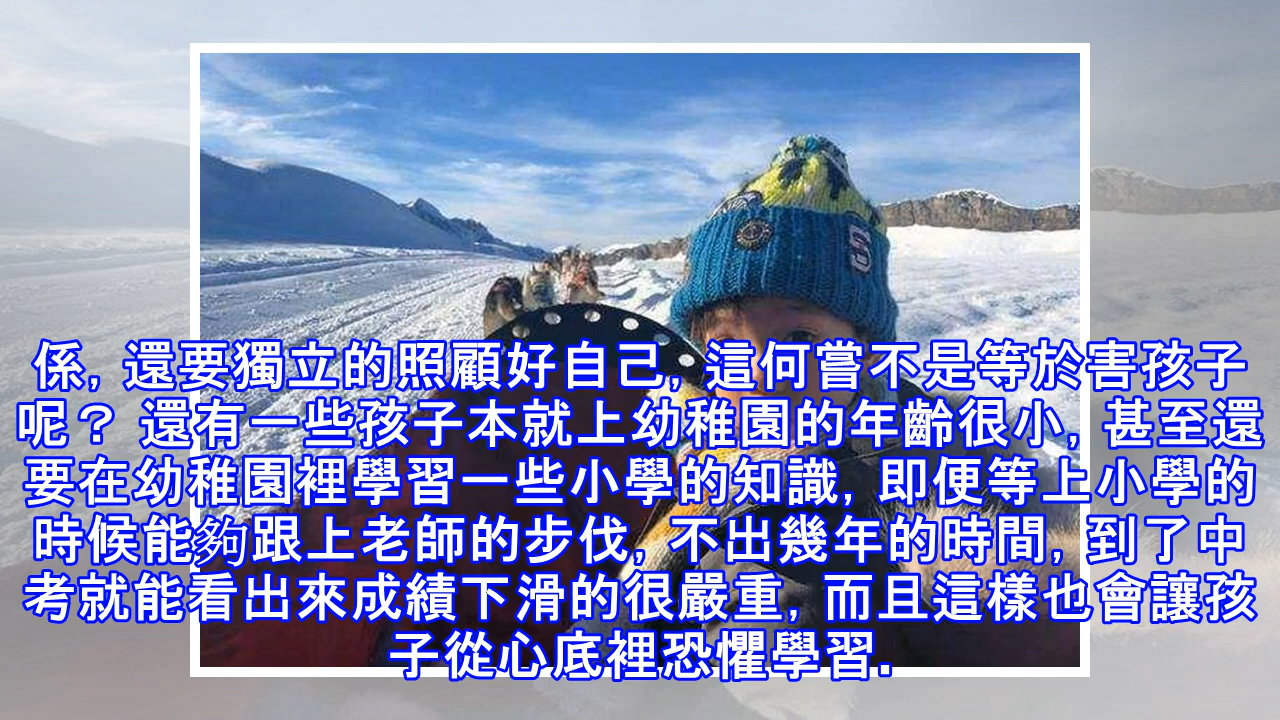 S
係, 還要獨立的照顧好自己, 這何嘗不是等於害孩子
呢? 還有一些孩子本就上幼稚園的年齡很小, 甚至還
要在幼稚園裡學習一些小學的知識, 即便等上小學的
時候能夠跟上老師的步伐, 不出幾年的時間, 到了中
考就能看出來成績下滑的很嚴重, 而且這樣也會讓孩
子從心底裡恐懼學習.